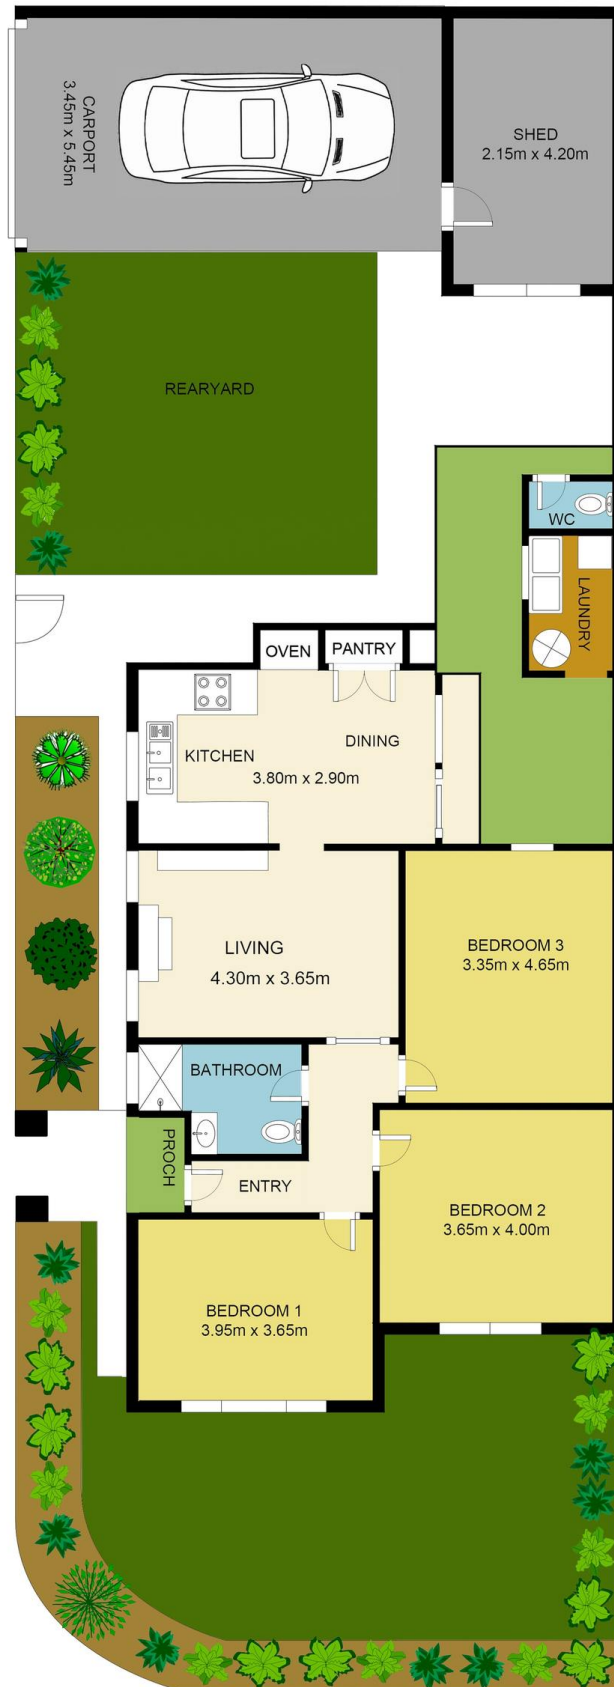 CARPORT
3.45m x 5.45m
SHED
2.15m x 4.20m
REARYARD
WC
LAUNDRY
OVEN
PANTRY
DINING
KITCHEN
3.80m x 2.90m
LIVING
4.30m x 3.65m
BEDROOM 3
3.35m x 4.65m
BATHROOM
PROCH
ENTRY
BEDROOM 2
3.65m x 4.00m
BEDROOM 1
3.95m x 3.65m